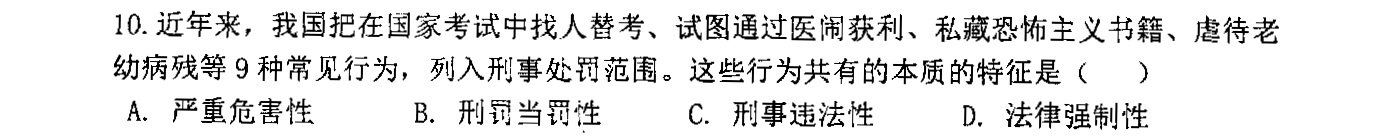 10. 近年来，我国把在国家考试中找人替考、试图通过医闹获利、私藏恐怖主义书籍、虐待老
幼病残等 9 种常见行为，列入刑事处罚范围。这些行为共有的本质的特征是（　　）
A. 严重危害性　　B. 刑罚当罚性　　C. 刑事违法性　　D. 法律强制性